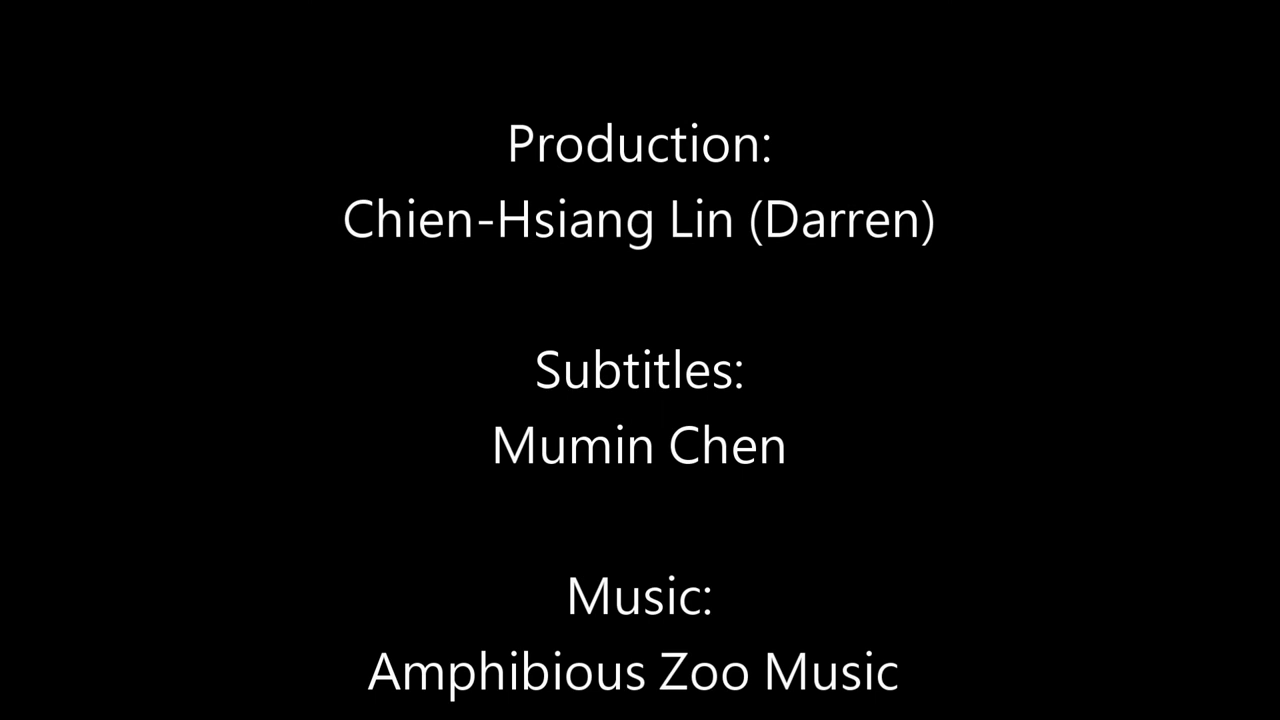 Production:
Chien-Hsiang Lin (Darren)
Subtitles:
Mumin Chen
Music:
Amphibious Zoo Music